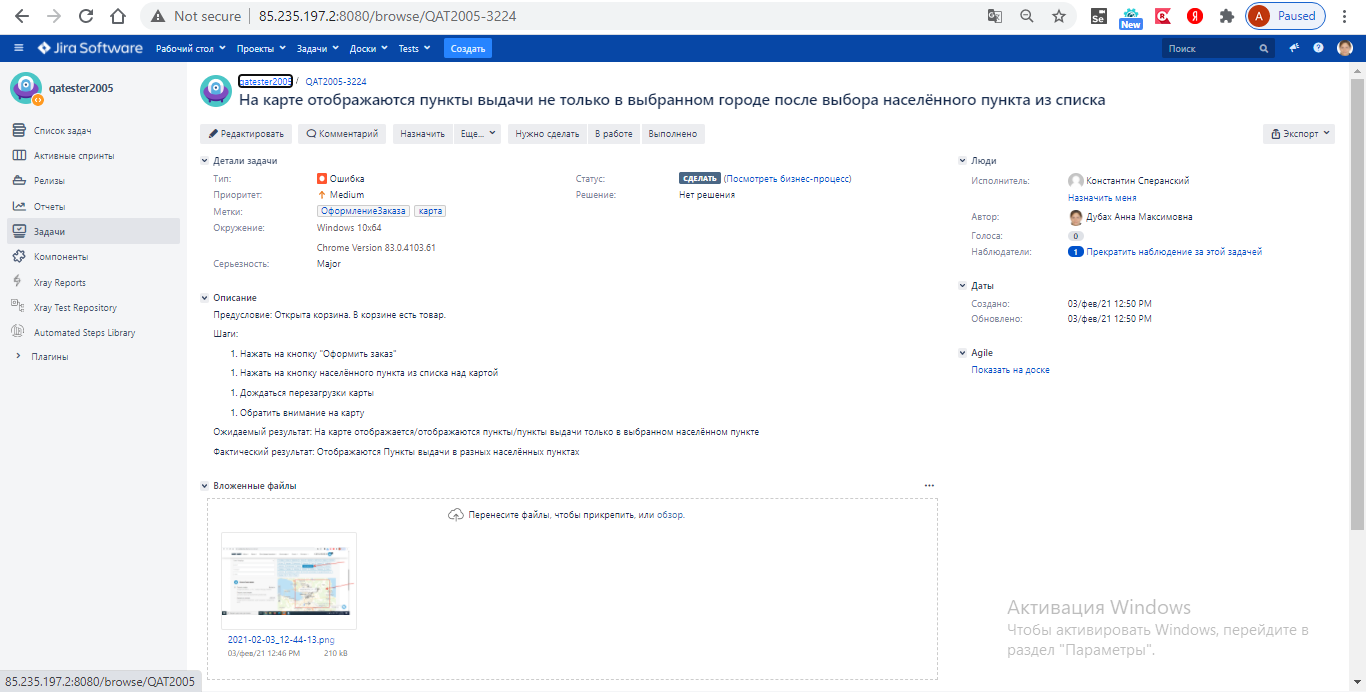 Not secure
85.235.197.2:8080/browse/QAT2005-3224
Se
New
Я
A Paused
Jira Software
Рабочий стол Проекты Задачи Доски Tests Создать
Поиск
qatester2005
Список задач
Активные спринты
Релизы
Отчеты
Задачи
Компоненты
Xray Reports
Xray Test Repository
Automated Steps Library
Плагины
qatester2005 / QAT2005-3224
На карте отображаются пункты выдачи не только в выбранном городе после выбора населённого пункта из списка
Редактировать Комментарий Назначить Еще... Нужно сделать В работе Выполнено Экспорт
Детали задачи
Тип: Ошибка
Приоритет: Medium
Метки: ОформлениеЗаказа карта
Окружение: Windows 10x64
Chrome Version 83.0.4103.61
Серьезность: Major
Статус: СДЕЛАТЬ (Посмотреть бизнес-процесс)
Решение: Нет решения
Описание
Предусловие: Открыта корзина. В корзине есть товар.
Шаги:
1. Нажать на кнопку "Оформить заказ"
1. Нажать на кнопку населённого пункта из списка над картой
1. Дождаться перезагрузки карты
1. Обратить внимание на карту
Ожидаемый результат: На карте отображается/отображаются пункты/пункты выдачи только в выбранном населённом пункте
Фактический результат: Отображаются Пункты выдачи в разных населённых пунктах
Вложенные файлы
Перенесите файлы, чтобы прикрепить, или обзор.
2021-02-03_12-44-13.png
03/фев/21 12:46 PM 210 kB
Люди
Исполнитель: Константин Сперанский
Назначить меня
Автор: Дубах Анна Максимовна
Голоса: 0
Наблюдатели: 1 Прекратить наблюдение за этой задачей
Даты
Создано: 03/фев/21 12:50 PM
Обновлено: 03/фев/21 12:50 PM
Agile
Показать на доске
Активация Windows
Чтобы активировать Windows, перейдите в
раздел "Параметры".
85.235.197.2:8080/browse/QAT2005